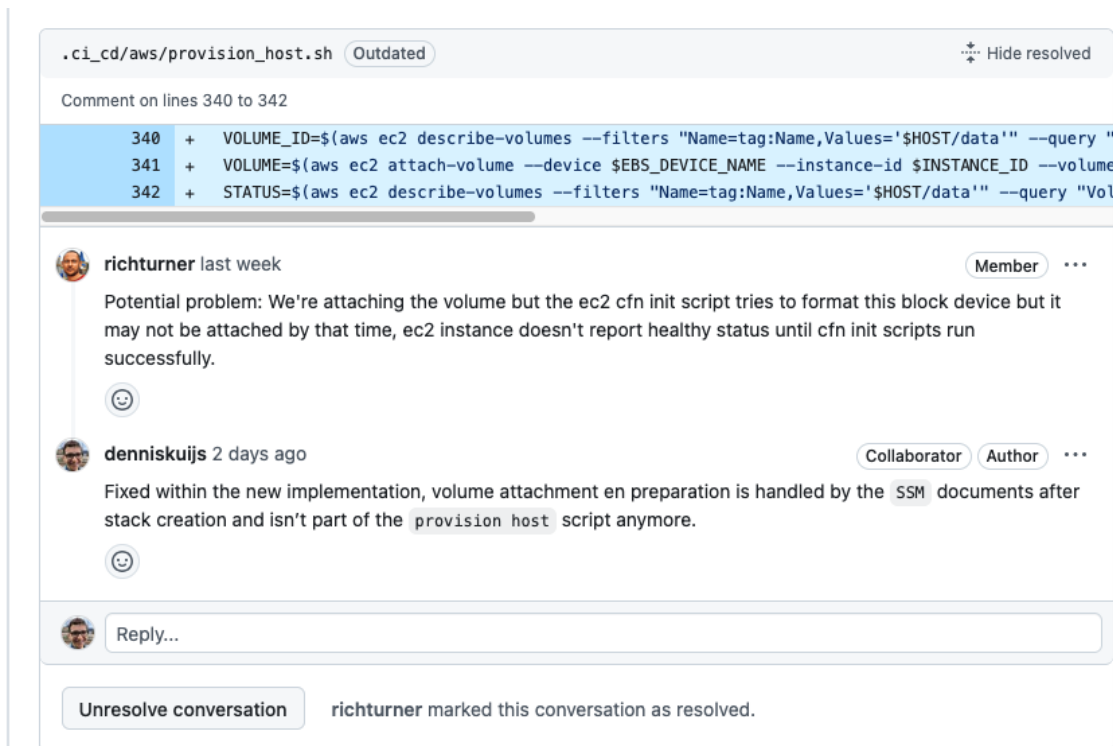 .ci_cd/aws/provision_host.sh Outdated Hide resolved
Comment on lines 340 to 342
340 + VOLUME_ID=$(aws ec2 describe-volumes --filters "Name=tag:Name,Values='$HOST/data'" --query "
341 + VOLUME=$(aws ec2 attach-volume --device $EBS_DEVICE_NAME --instance-id $INSTANCE_ID --volume
342 + STATUS=$(aws ec2 describe-volumes --filters "Name=tag:Name,Values='$HOST/data'" --query "Vol
richturner last week Member ...
Potential problem: We're attaching the volume but the ec2 cfn init script tries to format this block device but it
may not be attached by that time, ec2 instance doesn't report healthy status until cfn init scripts run
successfully.
denniskuijs 2 days ago Collaborator Author ...
Fixed within the new implementation, volume attachment en preparation is handled by the SSM documents after
stack creation and isn't part of the provision host script anymore.
Reply...
Unresolve conversation richturner marked this conversation as resolved.